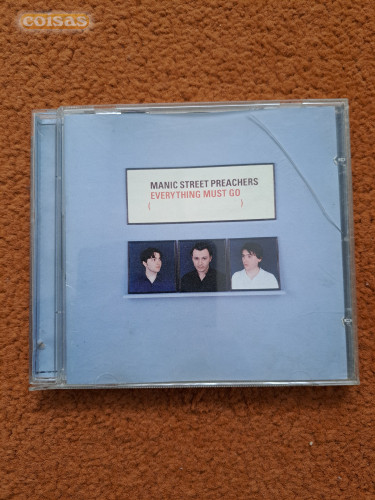 coisas
MANIC STREET PREACHERS
EVERYTHING MUST GO
( )